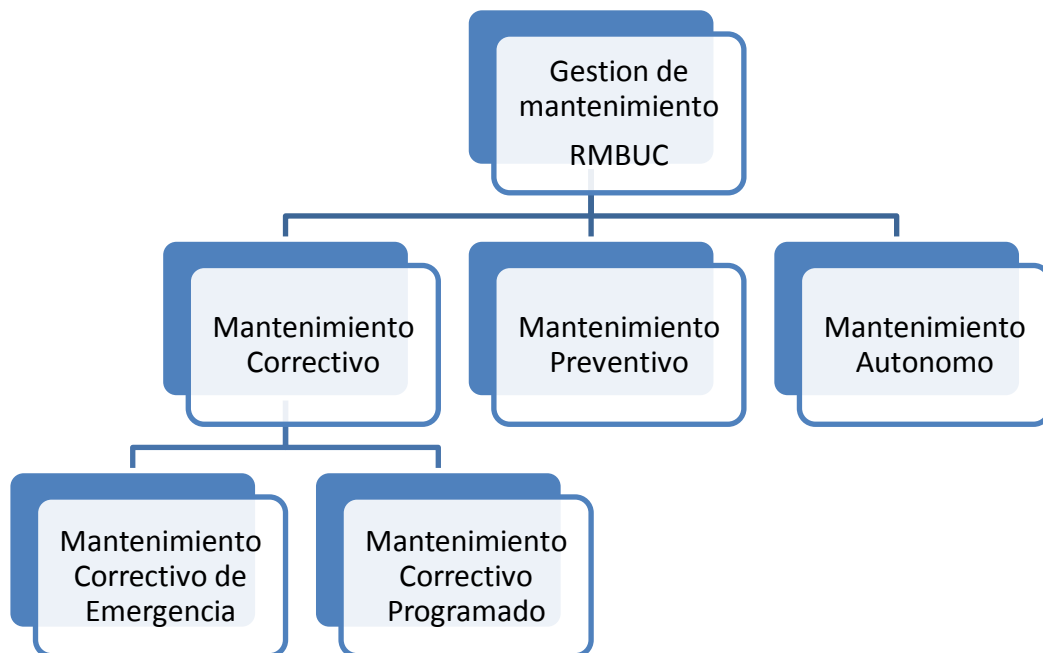 Gestion de
mantenimiento
RMBUC
Mantenimiento
Correctivo
Mantenimiento
Preventivo
Mantenimiento
Autonomo
Mantenimiento
Correctivo de
Emergencia
Mantenimiento
Correctivo
Programado